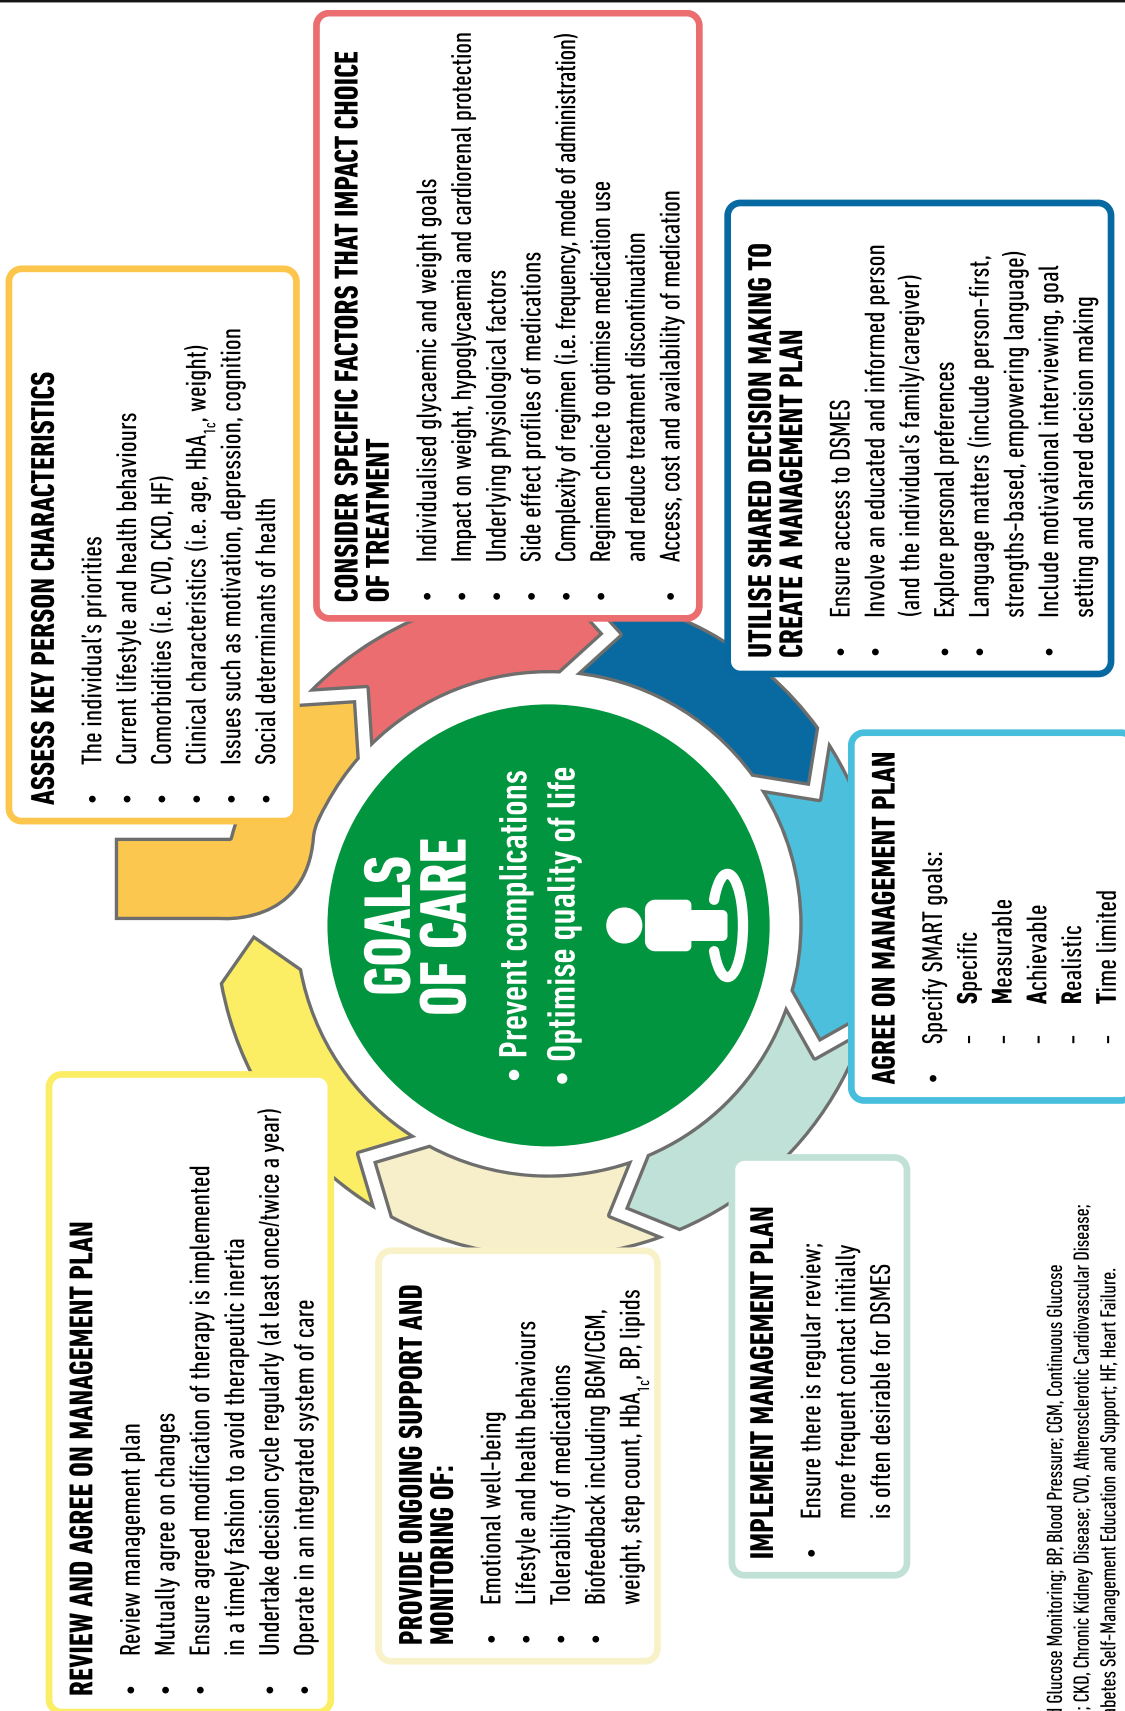 GOALS
OF CARE
• Prevent complications
• Optimise quality of life
ASSESS KEY PERSON CHARACTERISTICS
• The individual's priorities
• Current lifestyle and health behaviours
• Comorbidities (i.e. CVD, CKD, HF)
• Clinical characteristics (i.e. age, HbA1c, weight)
• Issues such as motivation, depression, cognition
• Social determinants of health
CONSIDER SPECIFIC FACTORS THAT IMPACT CHOICE
OF TREATMENT
• Individualised glycaemic and weight goals
• Impact on weight, hypoglycaemia and cardiorenal protection
• Underlying physiological factors
• Side effect profiles of medications
• Complexity of regimen (i.e. frequency, mode of administration)
• Regimen choice to optimise medication use
and reduce treatment discontinuation
• Access, cost and availability of medication
UTILISE SHARED DECISION MAKING TO
CREATE A MANAGEMENT PLAN
• Ensure access to DSMES
• Involve an educated and informed person
(and the individual's family/caregiver)
• Explore personal preferences
• Language matters (include person-first,
strengths-based, empowering language)
• Include motivational interviewing, goal
setting and shared decision making
AGREE ON MANAGEMENT PLAN
• Specify SMART goals:
- Specific
- Measurable
- Achievable
- Realistic
- Time limited
IMPLEMENT MANAGEMENT PLAN
• Ensure there is regular review;
more frequent contact initially
is often desirable for DSMES
PROVIDE ONGOING SUPPORT AND
MONITORING OF:
• Emotional well-being
• Lifestyle and health behaviours
• Tolerability of medications
• Biofeedback including BGM/CGM,
weight, step count, HbA1c, BP, lipids
REVIEW AND AGREE ON MANAGEMENT PLAN
• Review management plan
• Mutually agree on changes
• Ensure agreed modification of therapy is implemented
in a timely fashion to avoid therapeutic inertia
• Undertake decision cycle regularly (at least once/twice a year)
• Operate in an integrated system of care
Glucose Monitoring; BP, Blood Pressure; CGM, Continuous Glucose
; CKD, Chronic Kidney Disease; CVD, Atherosclerotic Cardiovascular Disease;
betes Self-Management Education and Support; HF, Heart Failure.